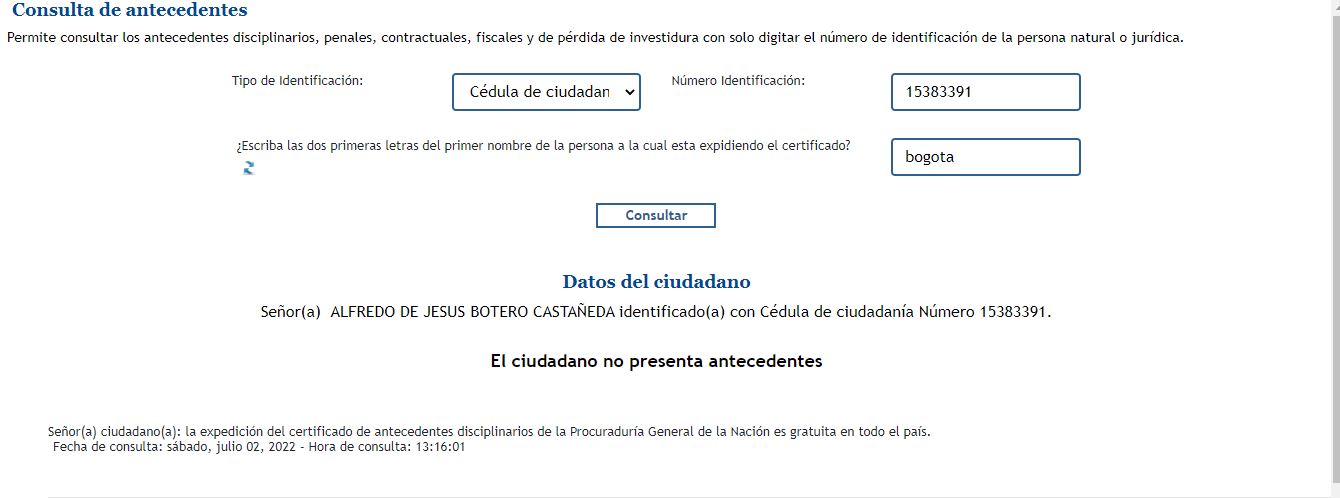 Consulta de antecedentes
Permite consultar los antecedentes disciplinarios, penales, contractuales, fiscales y de pérdida de investidura con solo digitar el número de identificación de la persona natural o jurídica.
Tipo de Identificación: Cédula de ciudadan Número Identificación: 15383391
¿Escriba las dos primeras letras del primer nombre de la persona a la cual esta expidiendo el certificado? bogota
Consultar
Datos del ciudadano
Señor(a) ALFREDO DE JESUS BOTERO CASTAÑEDA identificado(a) con Cédula de ciudadanía Número 15383391.
El ciudadano no presenta antecedentes
Señor(a) ciudadano(a): la expedición del certificado de antecedentes disciplinarios de la Procuraduría General de la Nación es gratuita en todo el país.
Fecha de consulta: sábado, julio 02, 2022 - Hora de consulta: 13:16:01